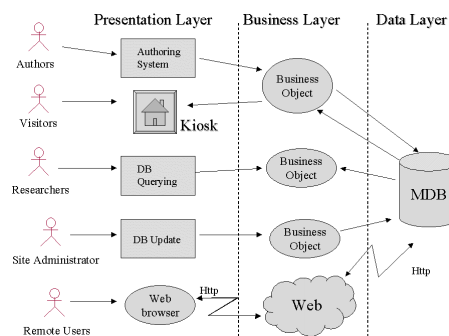 Presentation Layer
Business Layer
Data Layer
Authors
Authoring
System
Business
Object
Visitors
Kiosk
Researchers
DB
Querying
Business
Object
MDB
Site Administrator
DB Update
Business
Object
Http
Remote Users
Web
browser
Http
Web